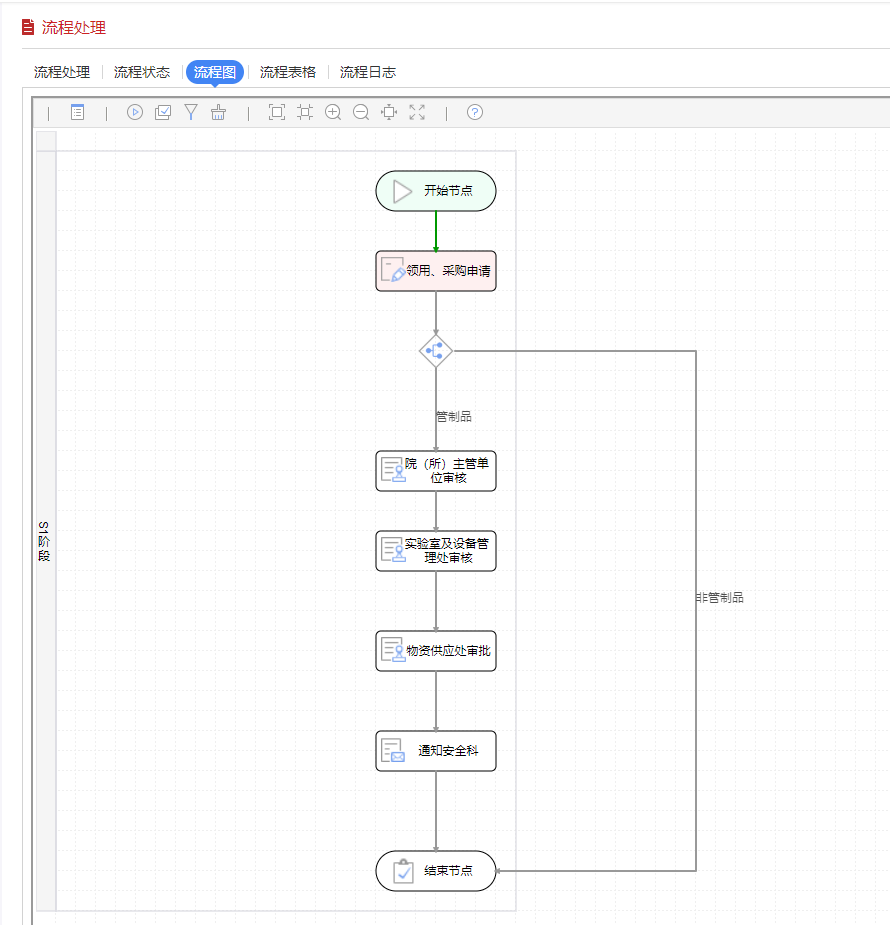 流程处理
流程处理
流程状态
流程图
流程表格
流程日志
开始节点
领用、采购申请
管制品
院（所）主管单
位审核
S1阶段
实验室及设备管
理处审核
非管制品
物资供应处审批
通知安全科
结束节点